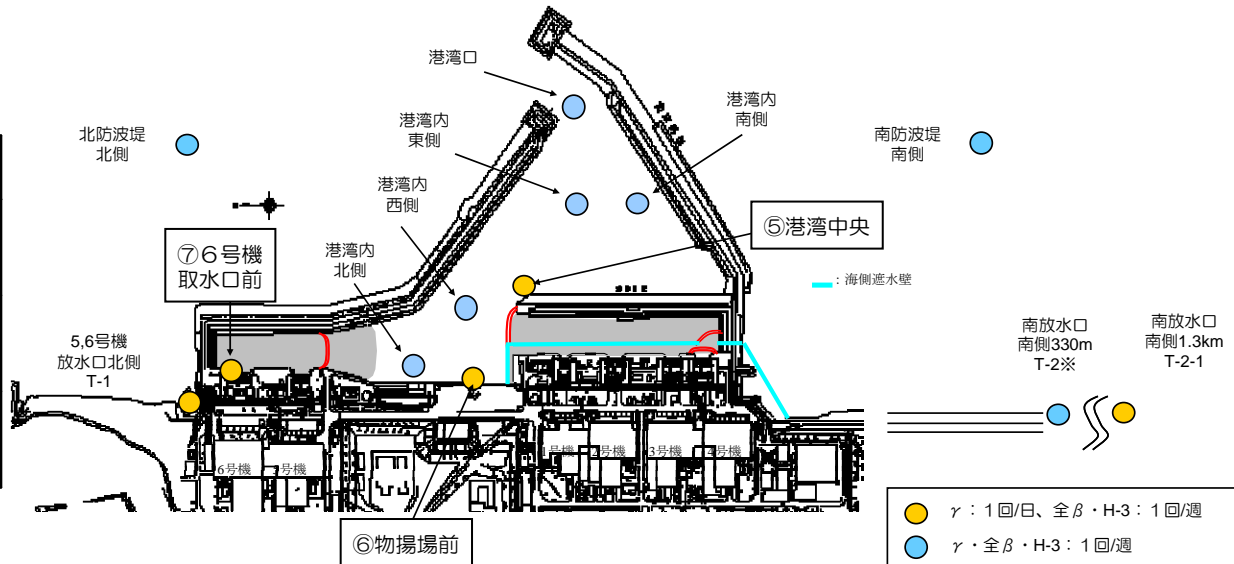 港湾口
港湾内
東側
港湾内
南側
北防波堤
北側
南防波堤
南側
港湾内
西側
⑤港湾中央
⑦6号機
取水口前
港湾内
北側
：海側遮水壁
5,6号機
放水口北側
T-1
南放水口
南側330m
T-2※
南放水口
南側1.3km
T-2-1
1号機
2号機
3号機
4号機
6号機
5号機
⑥物揚場前
γ：1回/日、全β・H-3：1回/週
γ・全β・H-3：1回/週